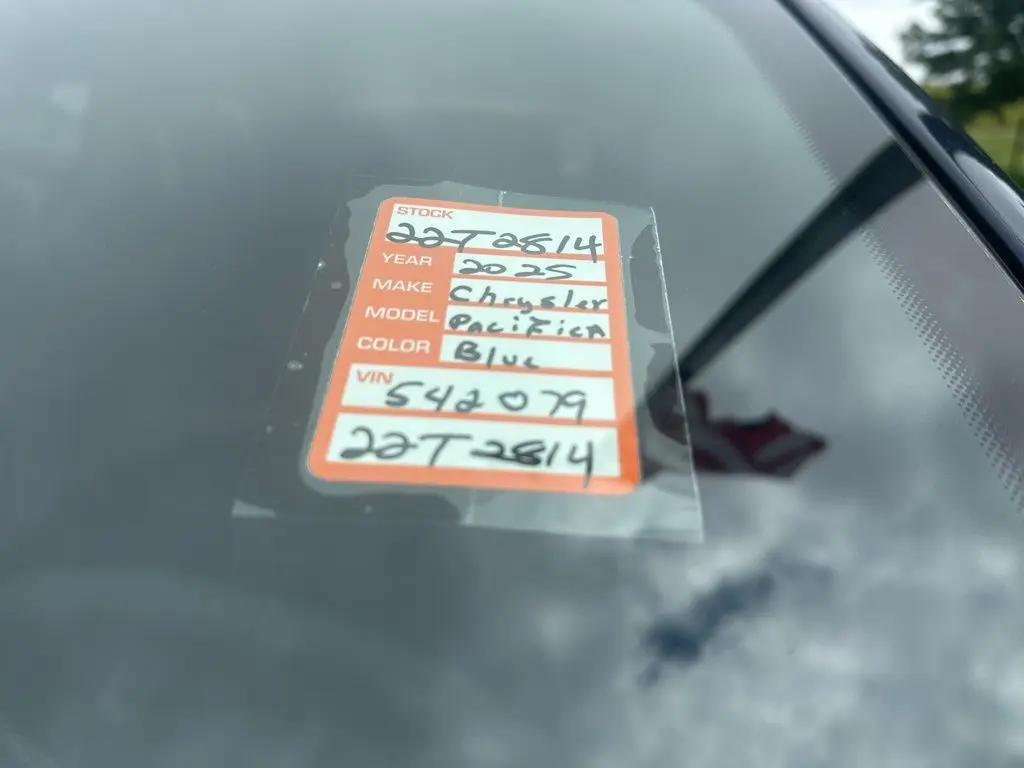 STOCK
22T2814
YEAR 2025
MAKE Chrysler
MODEL Pacifica
COLOR Blue
VIN
542079
22T2814